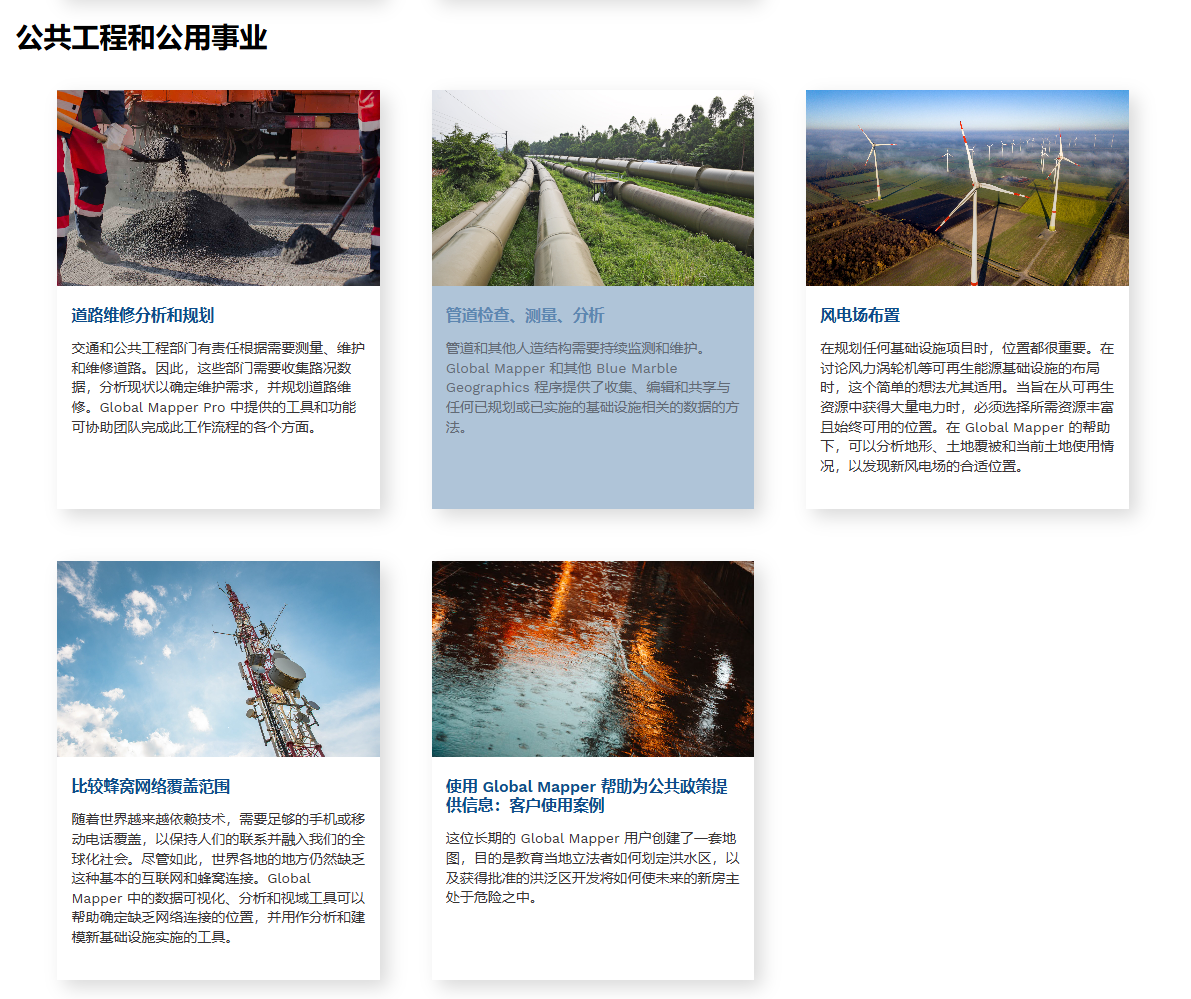 公共工程和公用事业
道路维修分析和规划
交通和公共工程部门有责任根据需要测量、维护
和维修道路。因此，这些部门需要收集路况数
据，分析现状以确定维护需求，并规划道路维
修。Global Mapper Pro 中提供的工具和功能
可协助团队完成此工作流程的各个方面。
管道检查、测量、分析
管道和其他人造结构需要持续监测和维护。
Global Mapper 和其他 Blue Marble
Geographics 程序提供了收集、编辑和共享与
任何已规划或已实施的基础设施相关的数据的方
法。
风电场布置
在规划任何基础设施项目时，位置都很重要。在
讨论风力涡轮机等可再生能源基础设施的布局
时，这个简单的想法尤其适用。当旨在从可再生
资源中获得大量电力时，必须选择所需资源丰富
且始终可用的位置。在 Global Mapper 的帮助
下，可以分析地形、土地覆被和当前土地使用情
况，以发现新风电场的合适位置。
比较蜂窝网络覆盖范围
随着世界越来越依赖技术，需要足够的手机或移
动电话覆盖，以保持人们的联系并融入我们的全
球化社会。尽管如此，世界各地的地方仍然缺乏
这种基本的互联网和蜂窝连接。Global
Mapper 中的数据可视化、分析和视域工具可以
帮助确定缺乏网络连接的位置，并用作分析和建
模新基础设施实施的工具。
使用 Global Mapper 帮助为公共政策提
供信息：客户使用案例
这位长期的 Global Mapper 用户创建了一套地
图，目的是教育当地立法者如何划定洪水区，以
及获得批准的洪泛区开发将如何使未来的新房主
处于危险之中。